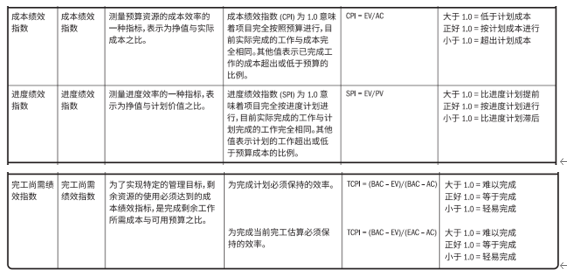 成本绩效
指数
成本绩效
指数
测量预算资源的成本效率的
一种指标，表示为挣值与实际
成本之比。
成本绩效指数 (CPI) 为 1.0 意味
着项目完全按照预算进行，目
前实际完成的工作与成本完
全相同。其他值表示已完成工
作的成本超出或低于预算的
比例。
CPI = EV/AC
大于 1.0 = 低于计划成本
正好 1.0 = 按计划成本进行
小于 1.0 = 超出计划成本
进度绩效
指数
进度绩效
指数
测量进度效率的一种指标，表
示为挣值与计划价值之比。
进度绩效指数 (SPI) 为 1.0 意
味着项目完全按照进度计划进
行，目前实际完成的工作与计
划完成的工作完全相同。其他
值表示计划的工作超出或低
于预算成本的比例。
SPI = EV/PV
大于 1.0 = 比进度计划提前
正好 1.0 = 按进度计划进行
小于 1.0 = 比进度计划滞后
完工尚需绩
效指数
完工尚需绩
效指数
为了实现特定的管理目标，剩
余资源的使用必须达到的成
本绩效指标，是完成剩余工作
所需成本与可用预算之比。
为完成计划必须保持的效率。
TCPI = (BAC – EV)/(BAC – AC)
大于 1.0 = 难以完成
正好 1.0 = 等于完成
小于 1.0 = 轻易完成
为完成当前完工估算必须保
持的效率。
TCPI = (BAC – EV)/(EAC – AC)
大于 1.0 = 难以完成
正好 1.0 = 等于完成
小于 1.0 = 轻易完成